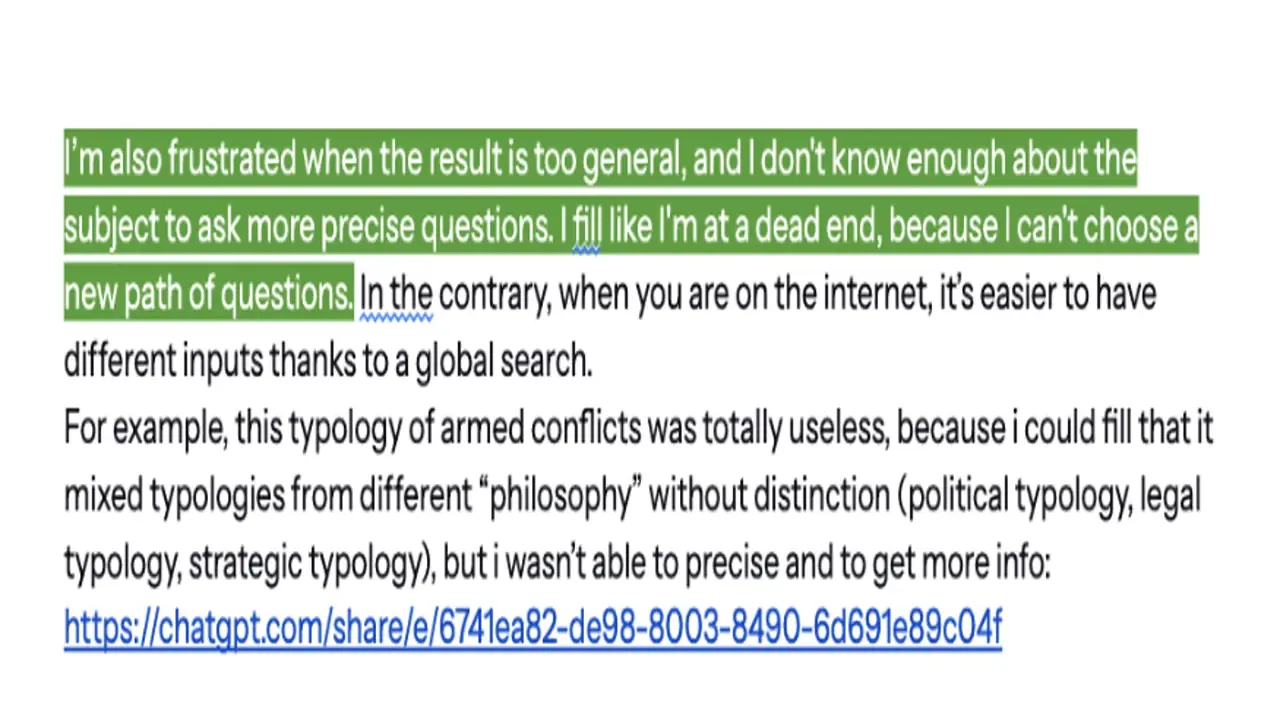 I'm also frustrated when the result is too general, and I don't know enough about the
subject to ask more precise questions. I fill like I'm at a dead end, because I can't choose a
new path of questions. In the contrary, when you are on the internet, it's easier to have
different inputs thanks to a global search.
For example, this typology of armed conflicts was totally useless, because i could fill that it
mixed typologies from different “philosophy” without distinction (political typology, legal
typology, strategic typology), but i wasn't able to precise and to get more info:
https://chatgpt.com/share/e/6741ea82-de98-8003-8490-6d691e89c04f